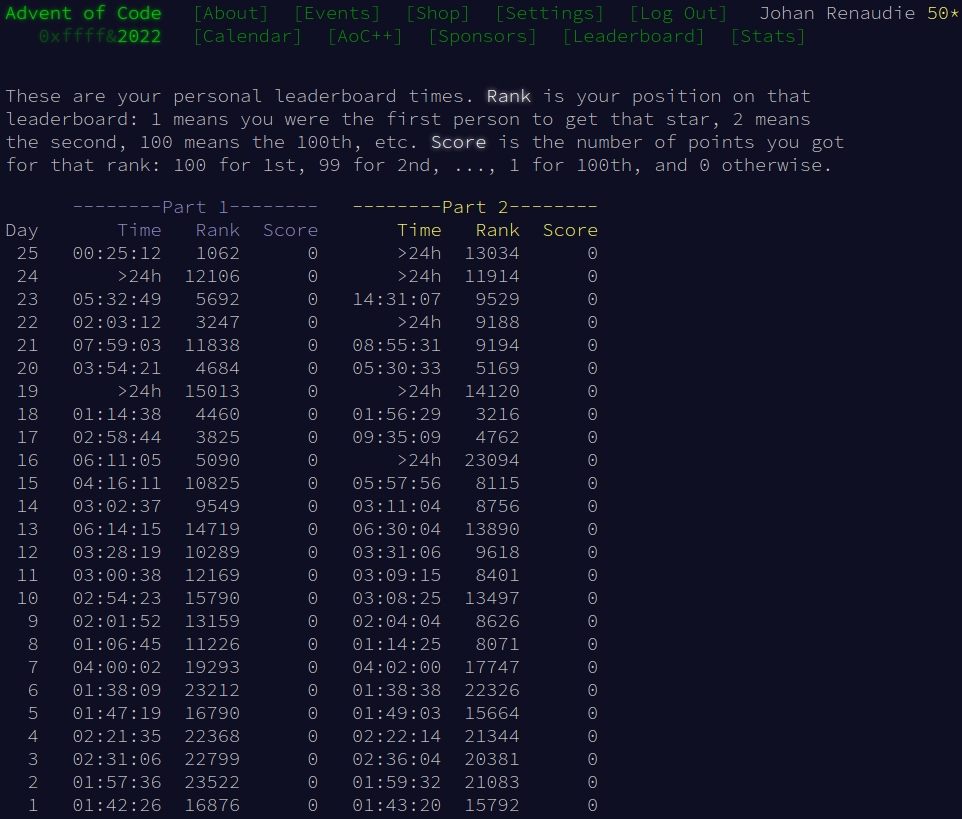 Advent of Code [About] [Events] [Shop] [Settings] [Log Out] Johan Renaudie 50*
0xffff&2022 [Calendar] [AoC++] [Sponsors] [Leaderboard] [Stats]
These are your personal leaderboard times. Rank is your position on that
leaderboard: 1 means you were the first person to get that star, 2 means
the second, 100 means the 100th, etc. Score is the number of points you got
for that rank: 100 for 1st, 99 for 2nd, ..., 1 for 100th, and 0 otherwise.
--------Part 1-------- --------Part 2--------
Day Time Rank Score Time Rank Score
25 00:25:12 1062 0 >24h 13034 0
24 >24h 12106 0 >24h 11914 0
23 05:32:49 5692 0 14:31:07 9529 0
22 02:03:12 3247 0 >24h 9188 0
21 07:59:03 11838 0 08:55:31 9194 0
20 03:54:21 4684 0 05:30:33 5169 0
19 >24h 15013 0 >24h 14120 0
18 01:14:38 4460 0 01:56:29 3216 0
17 02:58:44 3825 0 09:35:09 4762 0
16 06:11:05 5090 0 >24h 23094 0
15 04:16:11 10825 0 05:57:56 8115 0
14 03:02:37 9549 0 03:11:04 8756 0
13 06:14:15 14719 0 06:30:04 13890 0
12 03:28:19 10289 0 03:31:06 9618 0
11 03:00:38 12169 0 03:09:15 8401 0
10 02:54:23 15790 0 03:08:25 13497 0
9 02:01:52 13159 0 02:04:04 8626 0
8 01:06:45 11226 0 01:14:25 8071 0
7 04:00:02 19293 0 04:02:00 17747 0
6 01:38:09 23212 0 01:38:38 22326 0
5 01:47:19 16790 0 01:49:03 15664 0
4 02:21:35 22368 0 02:22:14 21344 0
3 02:31:06 22799 0 02:36:04 20381 0
2 01:57:36 23522 0 01:59:32 21083 0
1 01:42:26 16876 0 01:43:20 15792 0